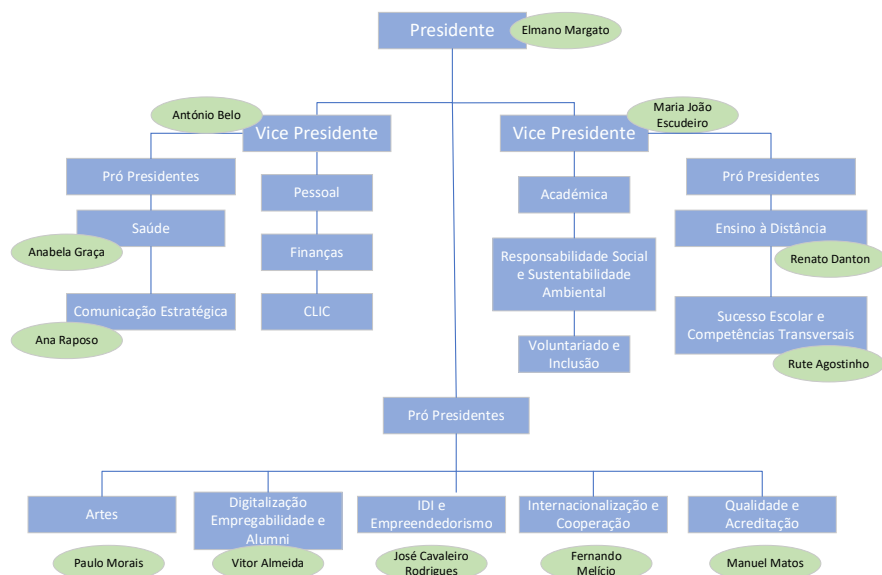 Presidente
Elmano Margato
António Belo
Vice Presidente
Maria João
Escudeiro
Vice Presidente
Pró Presidentes
Saúde
Anabela Graça
Comunicação Estratégica
Ana Raposo
Pessoal
Finanças
CLIC
Académica
Responsabilidade Social
e Sustentabilidade
Ambiental
Voluntariado e
Inclusão
Pró Presidentes
Ensino à Distância
Renato Danton
Sucesso Escolar e
Competências Transversais
Rute Agostinho
Pró Presidentes
Artes
Paulo Morais
Digitalização
Empregabilidade e
Alumni
Vitor Almeida
IDI e
Empreendedorismo
José Cavaleiro
Rodrigues
Internacionalização e
Cooperação
Fernando
Melício
Qualidade e
Acreditação
Manuel Matos